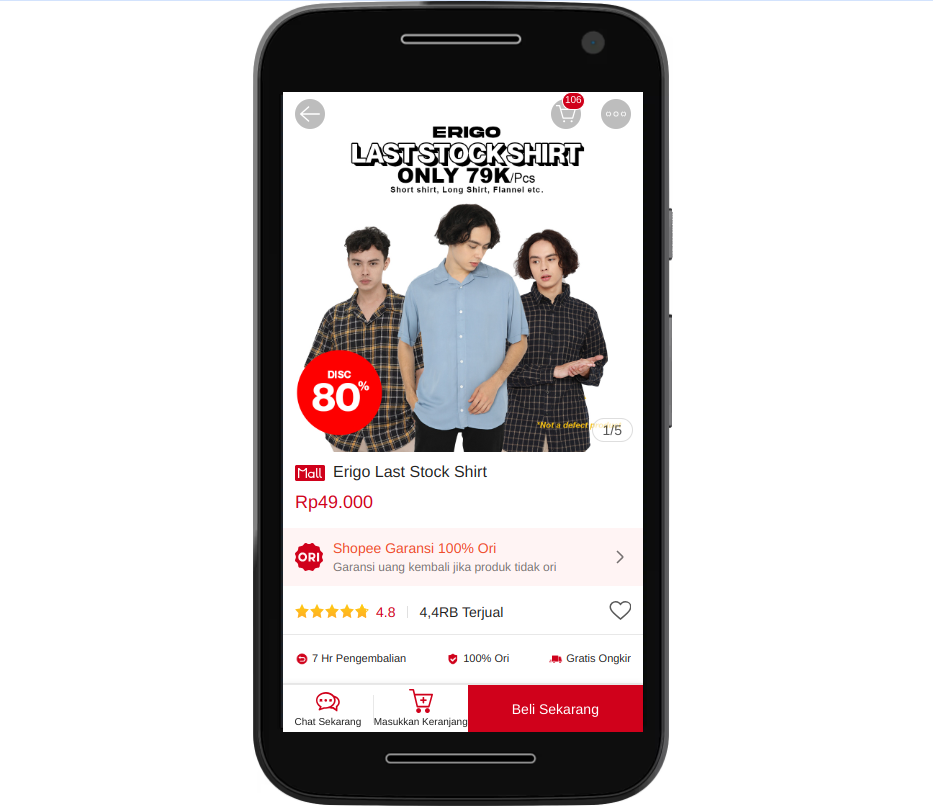 106
ERIGO
LAST STOCK SHIRT
ONLY 79K/Pcs
Short shirt, Long Shirt, Flannel etc.
DISC
80%
*Not a defect
1/5
Mall Erigo Last Stock Shirt
Rp49.000
ORI
Shopee Garansi 100% Ori
Garansi uang kembali jika produk tidak ori
4.8 4,4RB Terjual
7 Hr Pengembalian 100% Ori Gratis Ongkir
Chat Sekarang Masukkan Keranjang Beli Sekarang